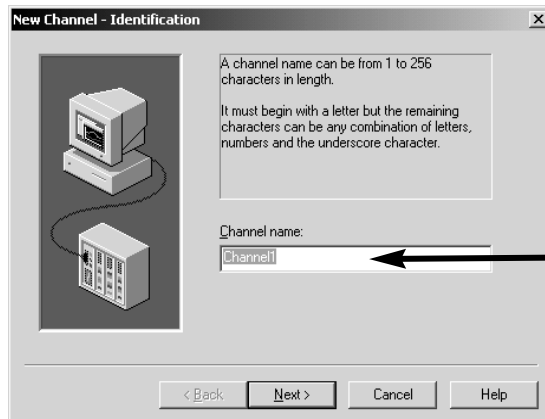 New Channel - Identification
A channel name can be from 1 to 256
characters in length.
It must begin with a letter but the remaining
characters can be any combination of letters,
numbers and the underscore character.
Channel name:
Channel1
< Back Next > Cancel Help